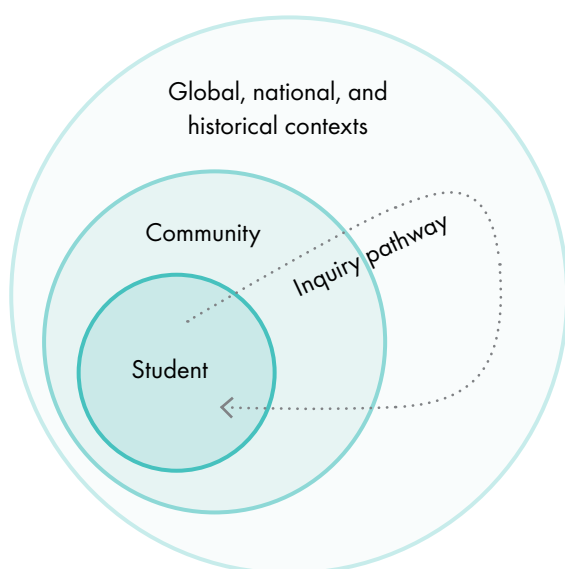 Global, national, and
historical contexts
Community
Inquiry pathway
Student